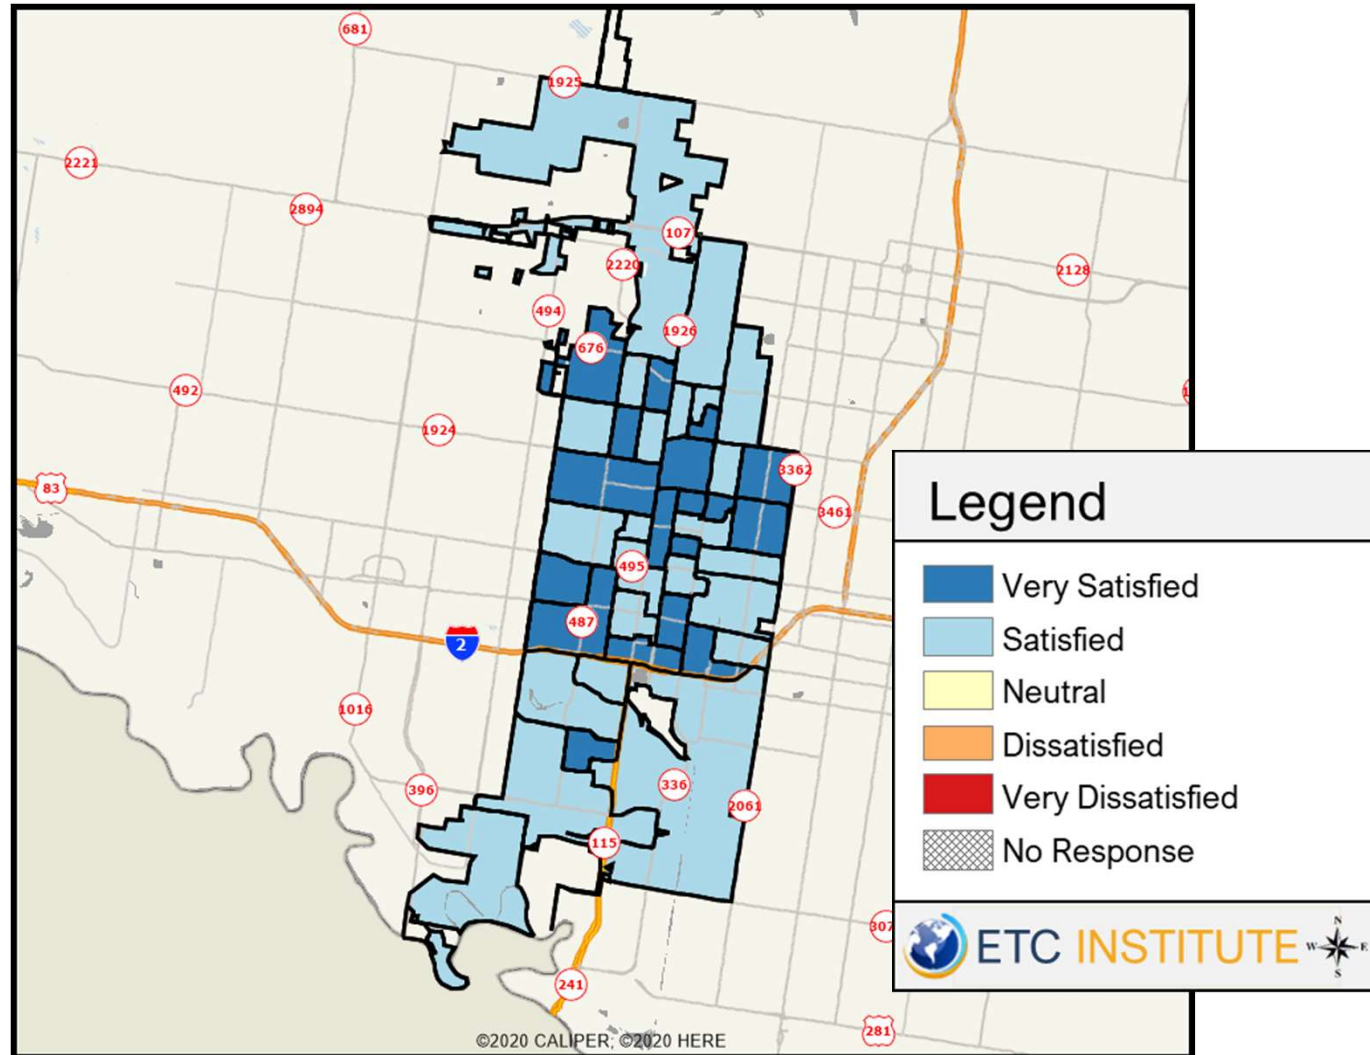 681
1925
2221
2894
107
2220
2128
494
1926
676
492
1924
3362
83
3461
495
487
2
1016
336
396
2061
115
307
241
281
©2020 CALIPER; ©2020 HERE
Legend
Very Satisfied
Satisfied
Neutral
Dissatisfied
Very Dissatisfied
No Response
ETC INSTITUTE
N
W E
S